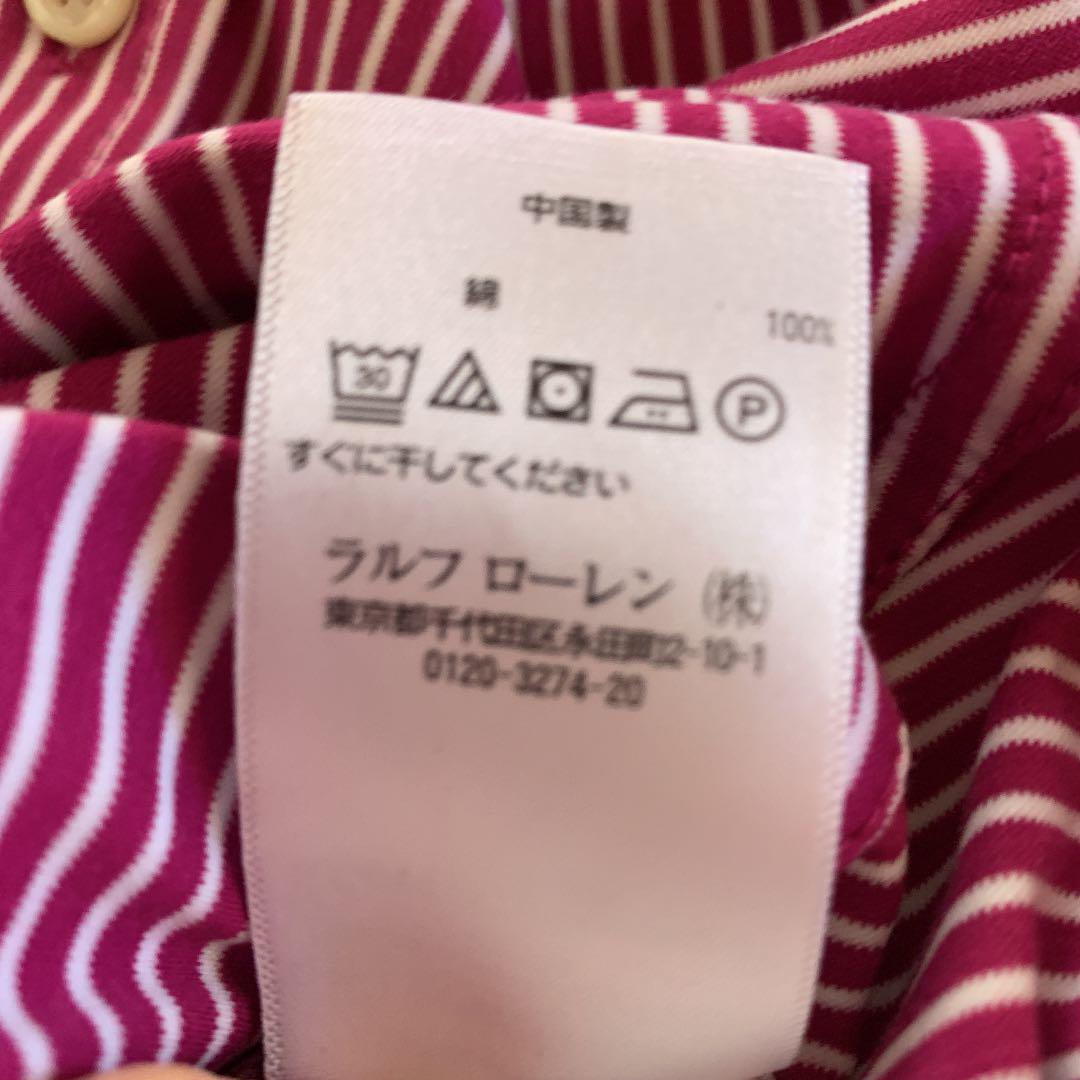 中国製
綿 100%
30 P
すぐに干してください
ラルフ ローレン ㈱
東京都千代田区永田町2-10-1
0120-3274-20